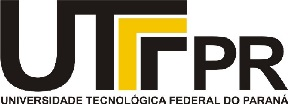 UTFPR
UNIVERSIDADE TECNOLÓGICA FEDERAL DO PARANÁ